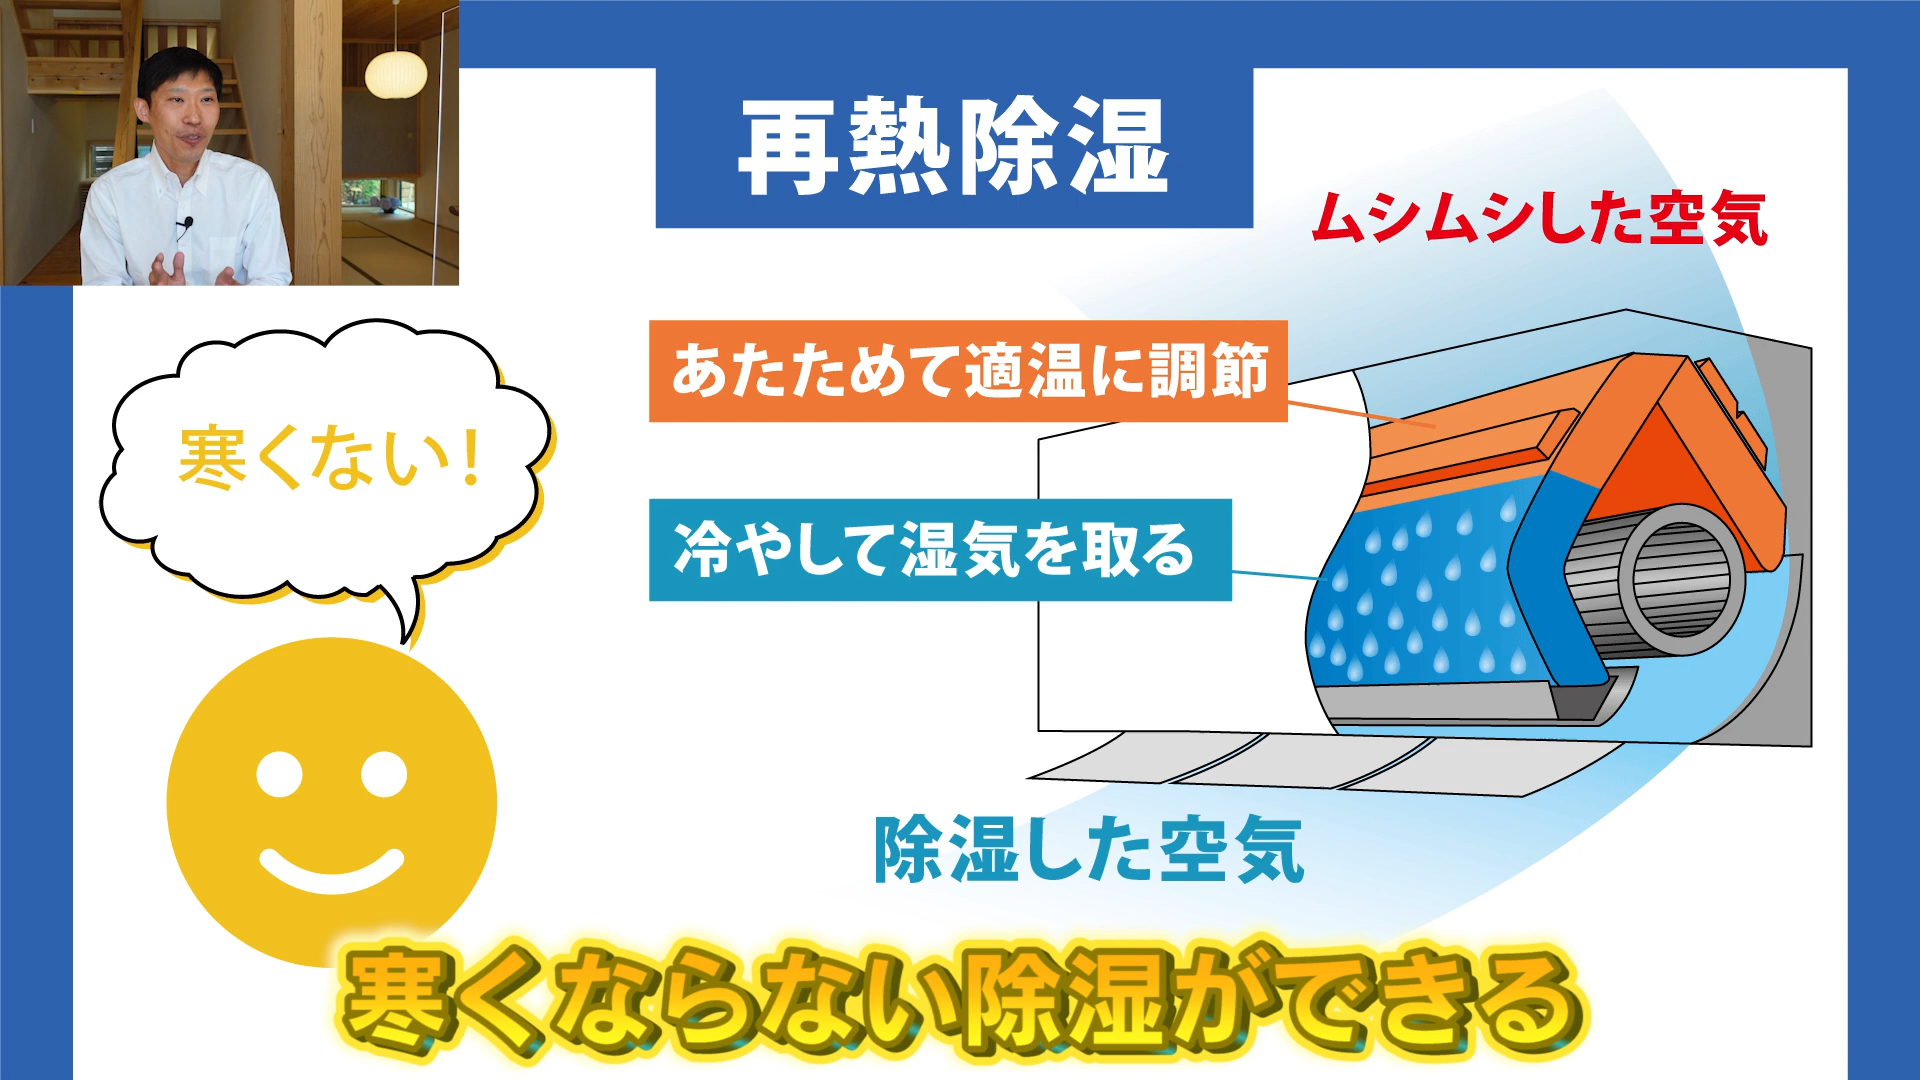 再熱除湿
ムシムシした空気
あたためて適温に調節
寒くない！
冷やして湿気を取る
除湿した空気
寒くならない除湿ができる